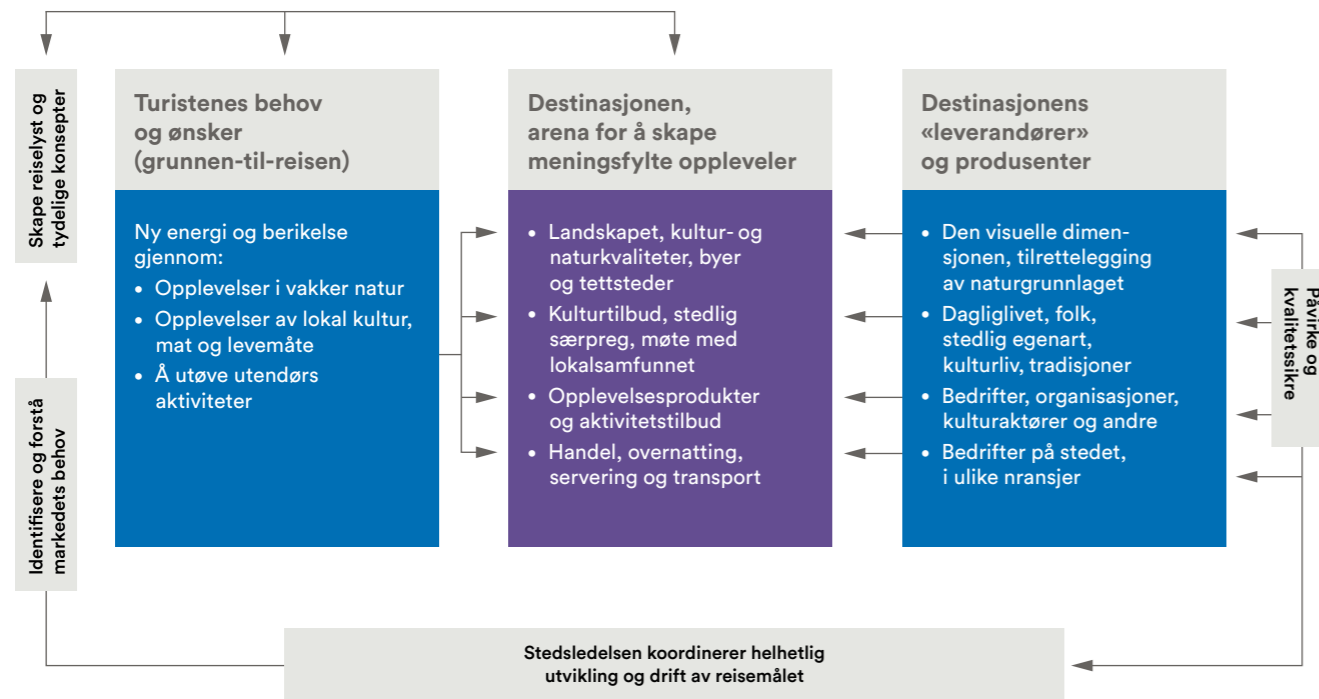 Skape reiselyst og
tydelige konsepter
Identifisere og forstå
markedets behov
Turistenes behov
og ønsker
(grunnen-til-reisen)
Ny energi og berikelse
gjennom:
• Opplevelser i vakker natur
• Opplevelser av lokal kultur,
mat og levemåte
• Å utøve utendørs
aktiviteter
Destinasjonen,
arena for å skape
meningsfylte oppleveler
• Landskapet, kultur- og
naturkvaliteter, byer
og tettsteder
• Kulturtilbud, stedlig
særpreg, møte med
lokalsamfunnet
• Opplevelsesprodukter
og aktivitetstilbud
• Handel, overnatting,
servering og transport
Destinasjonens
«leverandører»
og produsenter
• Den visuelle dimen-
sjonen, tilrettelegging
av naturgrunnlaget
• Dagliglivet, folk,
stedlig egenart,
kulturliv, tradisjoner
• Bedrifter, organisasjoner,
kulturaktører og andre
• Bedrifter på stedet,
i ulike nransjer
Påvirke og
kvalitetssikre
Stedsledelsen koordinerer helhetlig
utvikling og drift av reisemålet